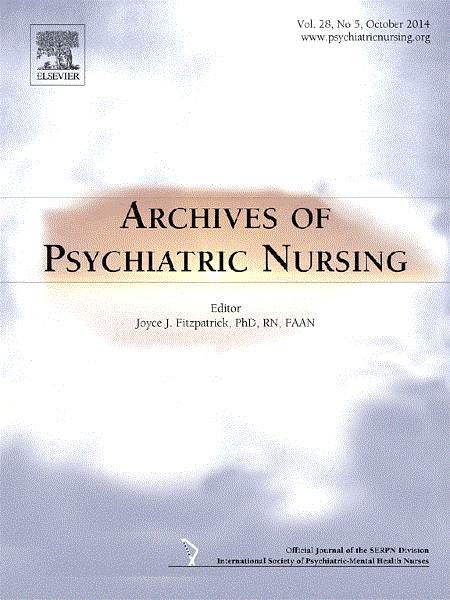 Vol. 28, No 5, October 2014
www.psychiatricnursing.org
ELSEVIER
ARCHIVES OF
PSYCHIATRIC NURSING
Editor
Joyce J. Fitzpatrick, PhD, RN, FAAN
Official Journal of the SERPN Division
International Society of Psychiatric-Mental Health Nurses